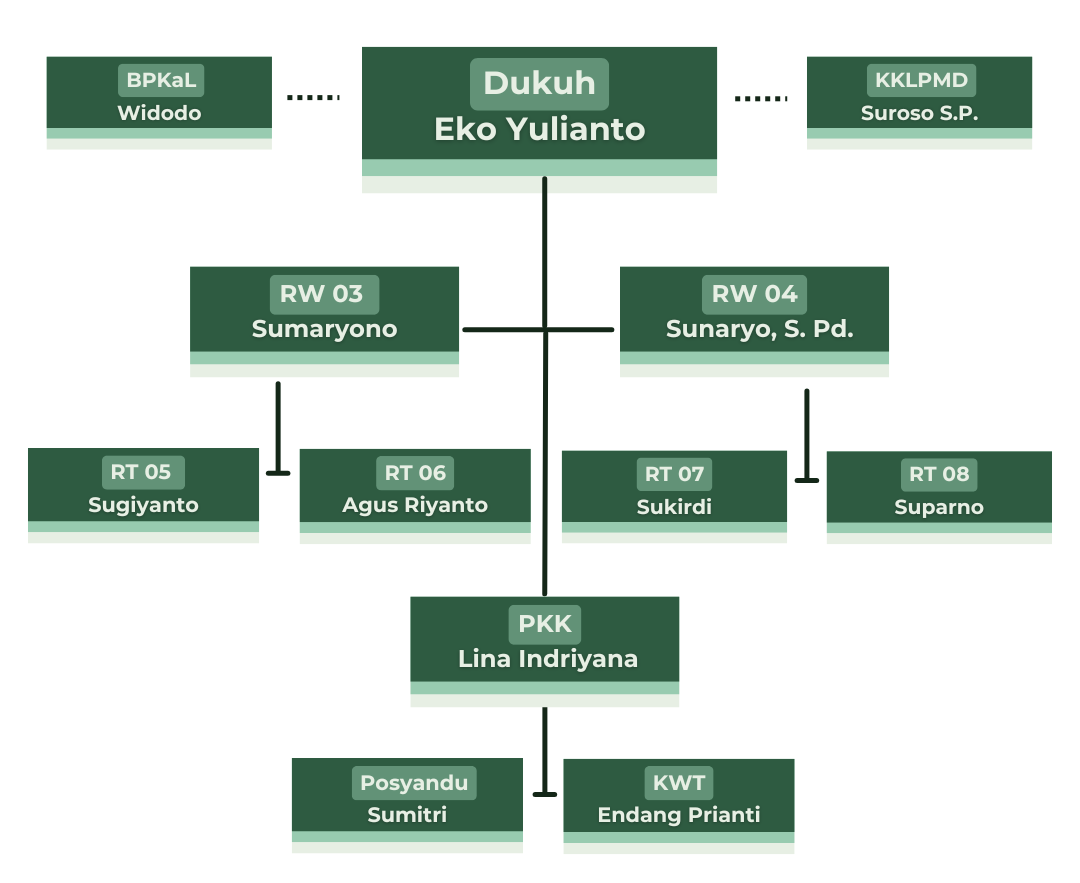 BPKaL
Widodo
Dukuh
Eko Yulianto
KKLPMD
Suroso S.P.
RW 03
Sumaryono
RW 04
Sunaryo, S. Pd.
RT 05
Sugiyanto
RT 06
Agus Riyanto
RT 07
Sukirdi
RT 08
Suparno
PKK
Lina Indriyana
Posyandu
Sumitri
KWT
Endang Prianti